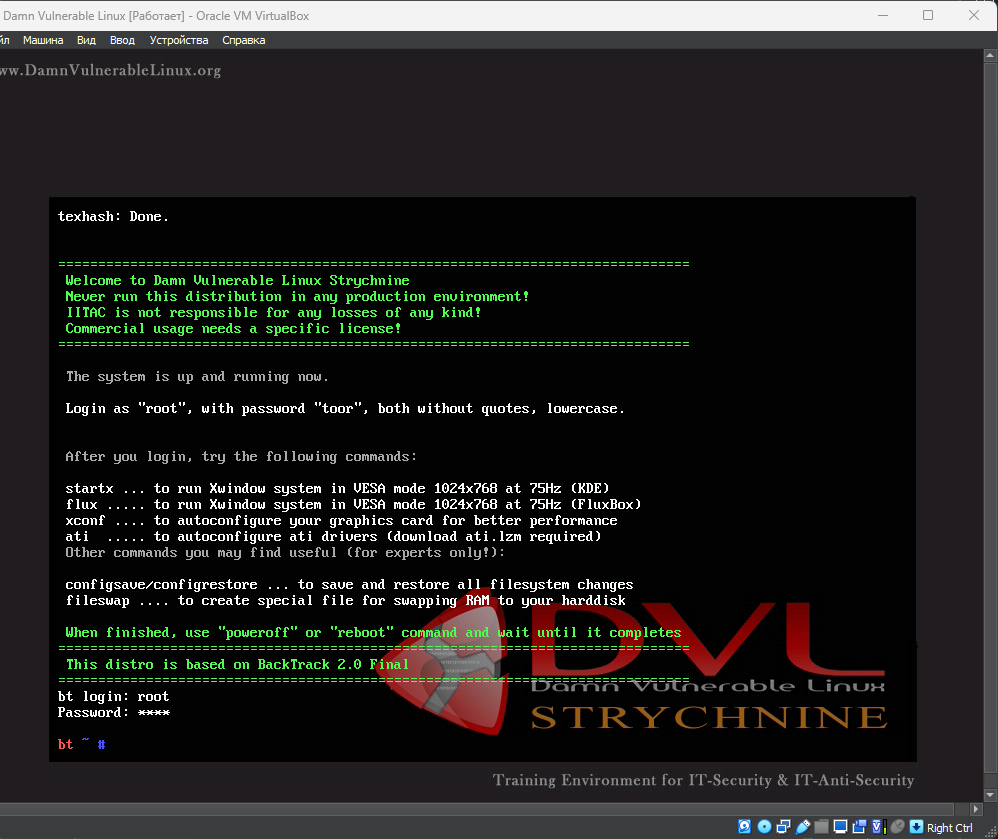 Damn Vulnerable Linux [Работает] - Oracle VM VirtualBox
йл Машина Вид Ввод Устройства Справка
ww.DamnVulnerableLinux.org
texhash: Done.
===============================================================================
Welcome to Damn Vulnerable Linux Strychnine
Never run this distribution in any production environment!
IITAC is not responsible for any losses of any kind!
Commercial usage needs a specific license!
===============================================================================
The system is up and running now.
Login as "root", with password "toor", both without quotes, lowercase.
After you login, try the following commands:
startx ... to run Xwindow system in VESA mode 1024x768 at 75Hz (KDE)
flux ..... to run Xwindow system in VESA mode 1024x768 at 75Hz (FluxBox)
xconf .... to autoconfigure your graphics card for better performance
ati  ..... to autoconfigure ati drivers (download ati.lzm required)
Other commands you may find useful (for experts only!):
configsave/configrestore ... to save and restore all filesystem changes
fileswap .... to create special file for swapping RAM to your harddisk
When finished, use "poweroff" or "reboot" command and wait until it completes
===============================================================================
This distro is based on BackTrack 2.0 Final
===============================================================================
bt login: root
Password: ****
bt ~ #
DVL
Damn Vulnerable Linux
STRYCHNINE
Training Environment for IT-Security & IT-Anti-Security
Right Ctrl